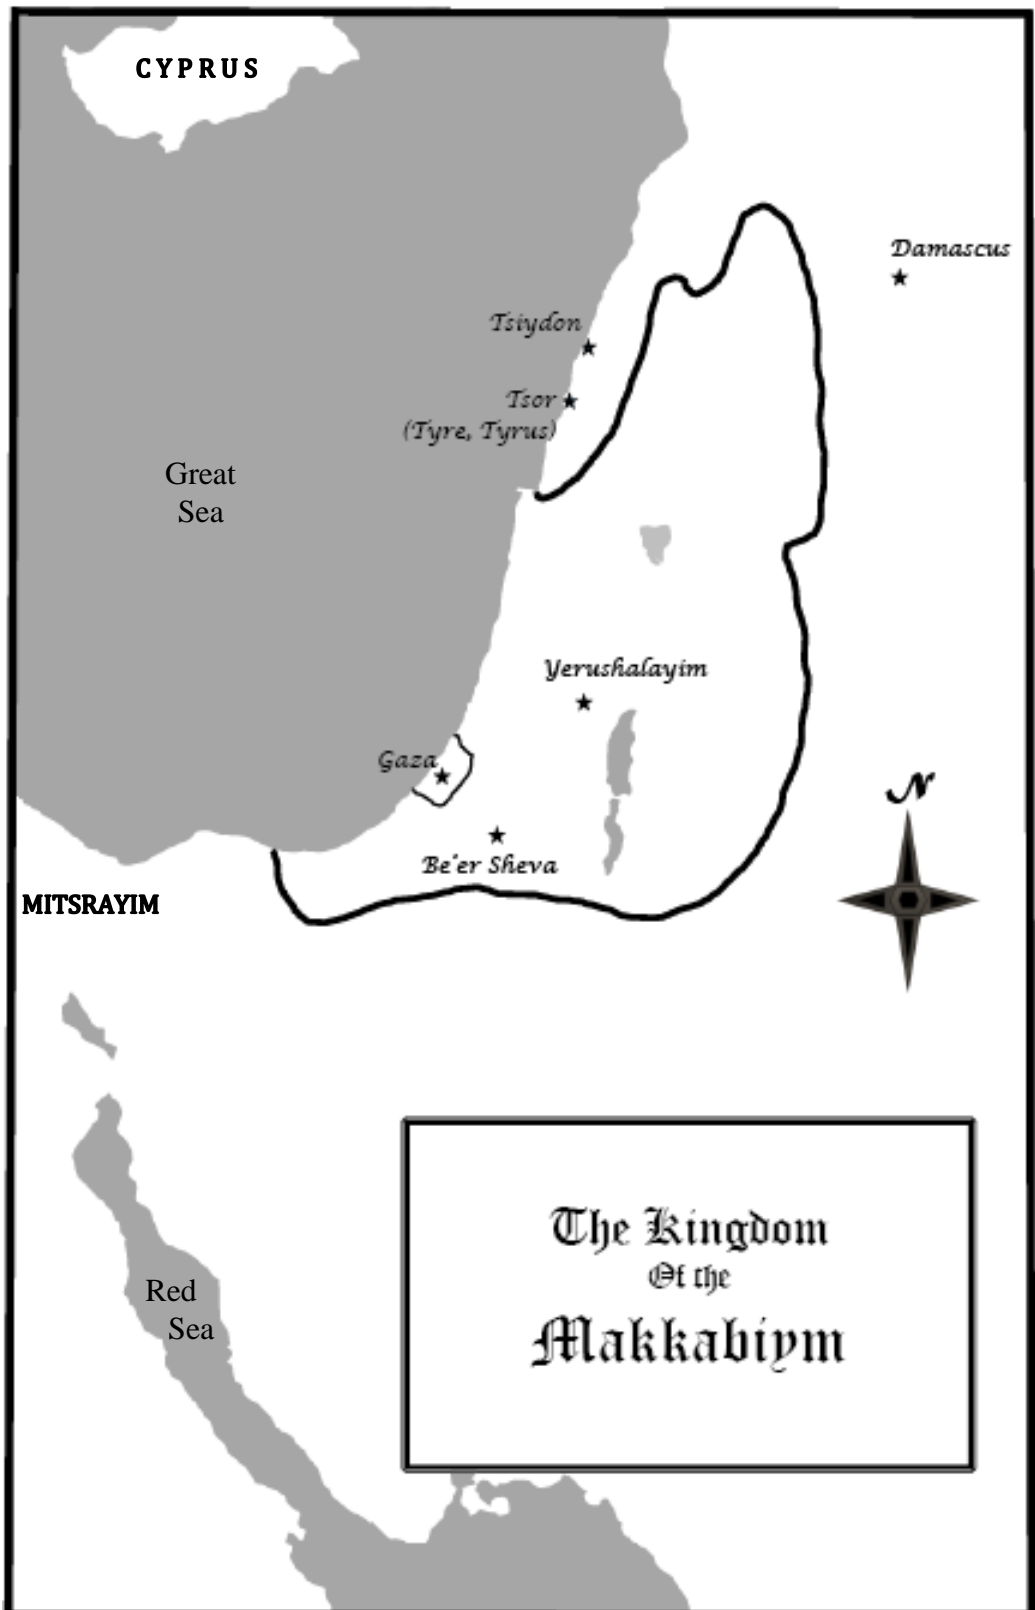 CYPRUS
Damascus
Tsiydon
Tsor
(Tyre, Tyrus)
Great
Sea
Yerushalayim
Gaza
N
Be'er Sheva
MITSRAYIM
The Kingdom
Of the
Makkabiym
Red
Sea